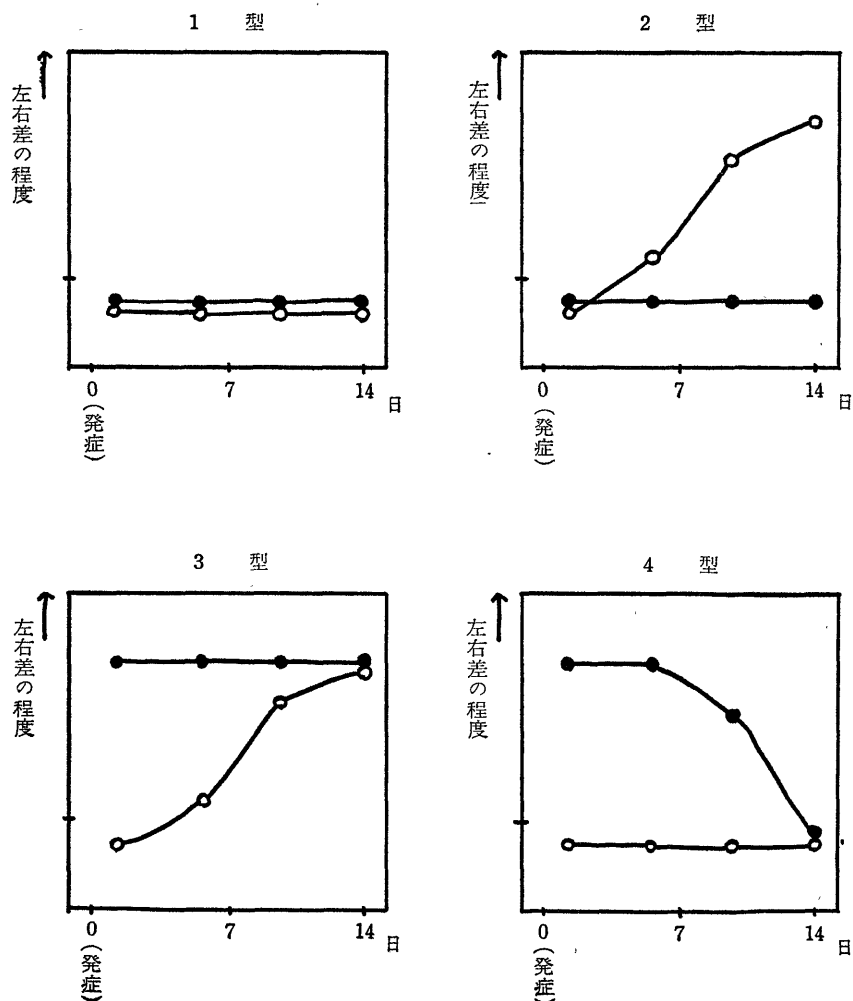 1 型
左右差の程度
0 7 14 日
(発症)
2 型
左右差の程度
0 7 14 日
(発症)
3 型
左右差の程度
0 7 14 日
(発症)
4 型
左右差の程度
0 7 14 日
(発症)